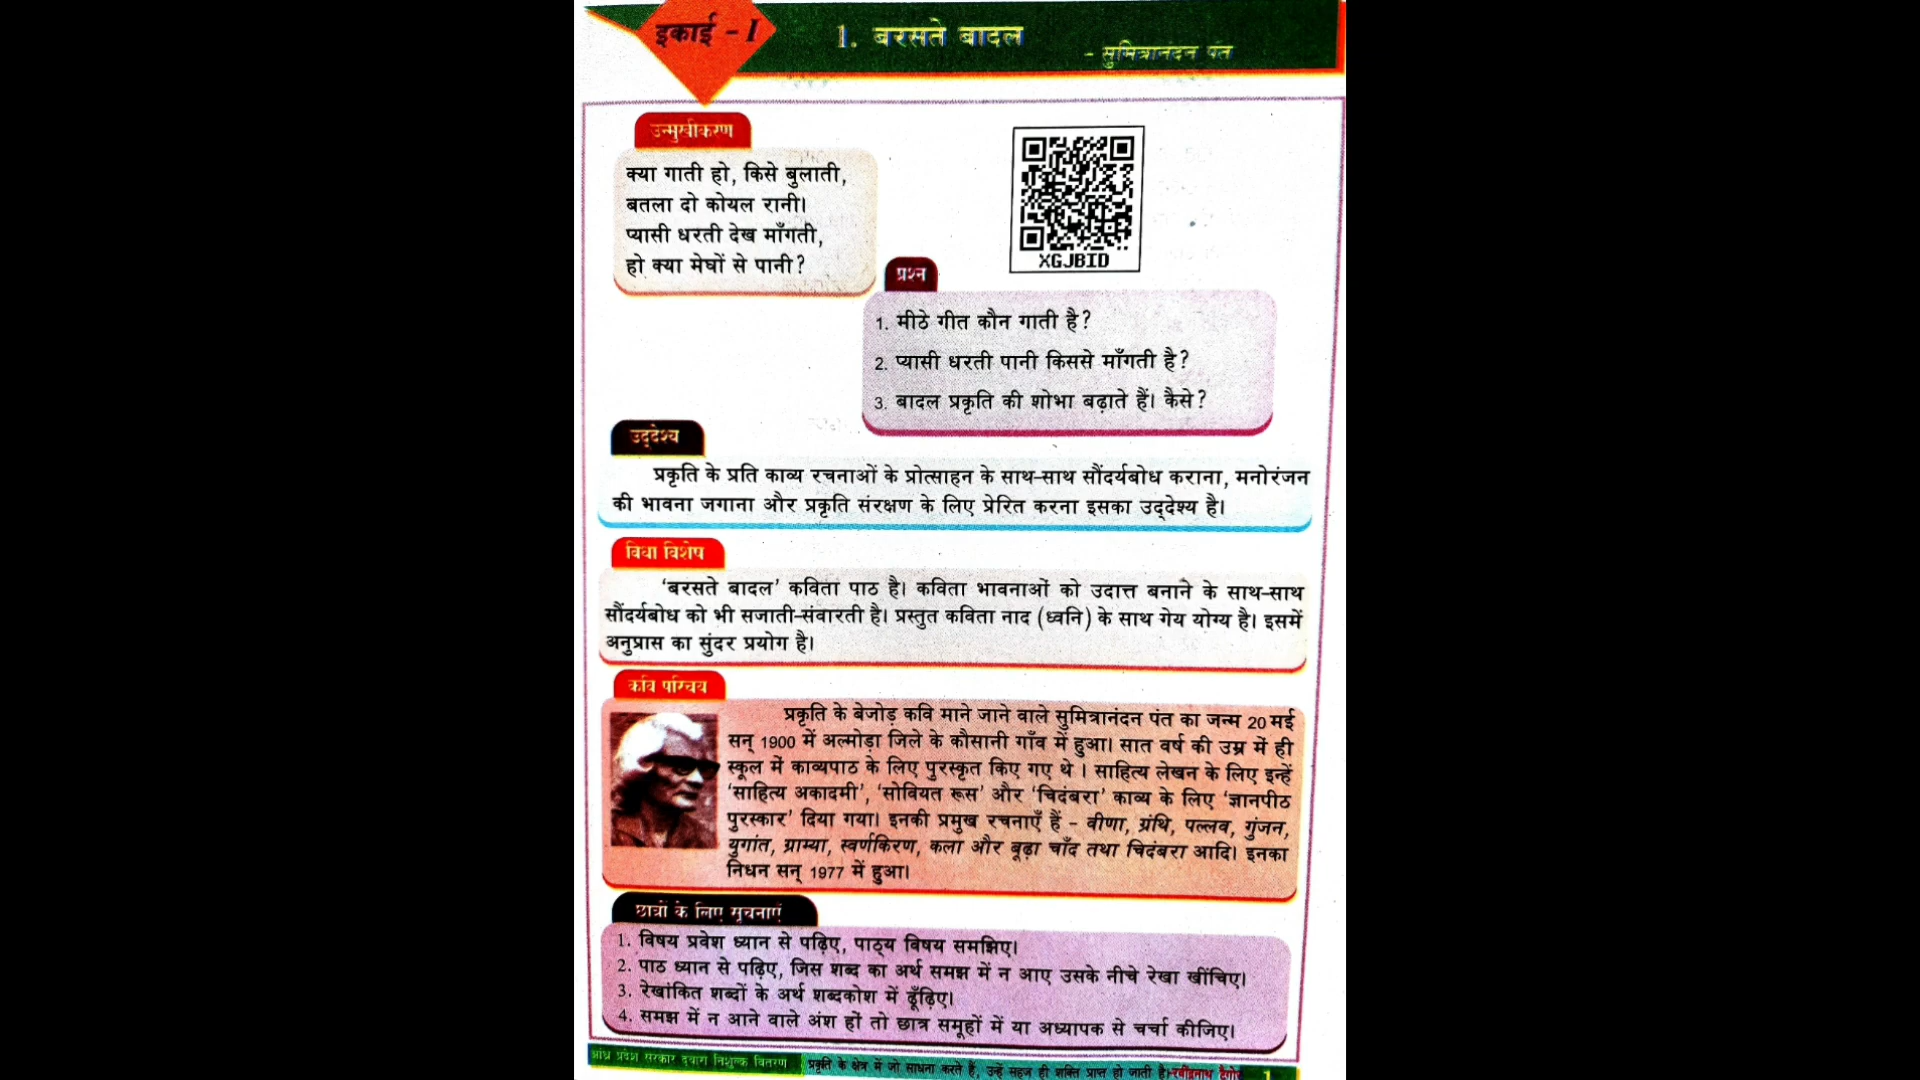 इकाई - I
1. बरसते बादल
- सुमित्रानंदन पंत
उन्मुखीकरण
क्या गाती हो, किसे बुलाती,
बतला दो कोयल रानी।
प्यासी धरती देख माँगती,
हो क्या मेघों से पानी?
XGJBID
प्रश्न
1. मीठे गीत कौन गाती है?
2. प्यासी धरती पानी किससे माँगती है?
3. बादल प्रकृति की शोभा बढ़ाते हैं। कैसे?
उद्देश्य
प्रकृति के प्रति काव्य रचनाओं के प्रोत्साहन के साथ-साथ सौंदर्यबोध कराना, मनोरंजन
की भावना जगाना और प्रकृति संरक्षण के लिए प्रेरित करना इसका उद्देश्य है।
विधा विशेष
‘बरसते बादल’ कविता पाठ है। कविता भावनाओं को उदात्त बनाने के साथ-साथ
सौंदर्यबोध को भी सजाती-संवारती है। प्रस्तुत कविता नाद (ध्वनि) के साथ गेय योग्य है। इसमें
अनुप्रास का सुंदर प्रयोग है।
कवि परिचय
प्रकृति के बेजोड़ कवि माने जाने वाले सुमित्रानंदन पंत का जन्म 20 मई
सन् 1900 में अल्मोड़ा जिले के कौसानी गाँव में हुआ। सात वर्ष की उम्र में ही
स्कूल में काव्यपाठ के लिए पुरस्कृत किए गए थे । साहित्य लेखन के लिए इन्हें
‘साहित्य अकादमी’, ‘सोवियत रूस’ और ‘चिदंबरा’ काव्य के लिए ‘ज्ञानपीठ
पुरस्कार’ दिया गया। इनकी प्रमुख रचनाएँ हैं - वीणा, ग्रंथि, पल्लव, गुंजन,
युगांत, ग्राम्या, स्वर्णकिरण, कला और बूढ़ा चाँद तथा चिदंबरा आदि। इनका
निधन सन् 1977 में हुआ।
छात्रों के लिए सूचनाएँ
1. विषय प्रवेश ध्यान से पढ़िए, पाठ्य विषय समझिए।
2. पाठ ध्यान से पढ़िए, जिस शब्द का अर्थ समझ में न आए उसके नीचे रेखा खींचिए।
3. रेखांकित शब्दों के अर्थ शब्दकोश में ढूँढ़िए।
4. समझ में न आने वाले अंश हों तो छात्र समूहों में या अध्यापक से चर्चा कीजिए।
आंध्र प्रदेश सरकार द्वारा निशुल्क वितरण
प्रकृति के क्षेत्र में जो साधना करते हैं, उन्हें सहज ही शक्ति प्राप्त हो जाती है।-रवींद्रनाथ टैगोर
1